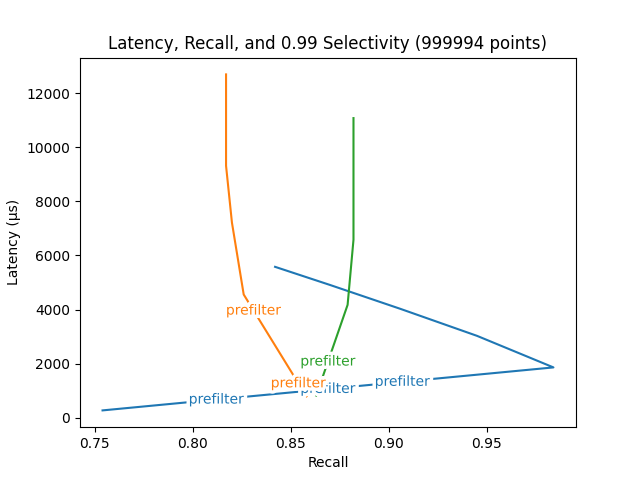 Latency, Recall, and 0.99 Selectivity (999994 points)
12000
10000
8000
6000
4000
2000
0
Latency (µs)
prefilter
prefilter
prefilter
prefilter
prefilter
prefilter
0.75 0.80 0.85 0.90 0.95
Recall